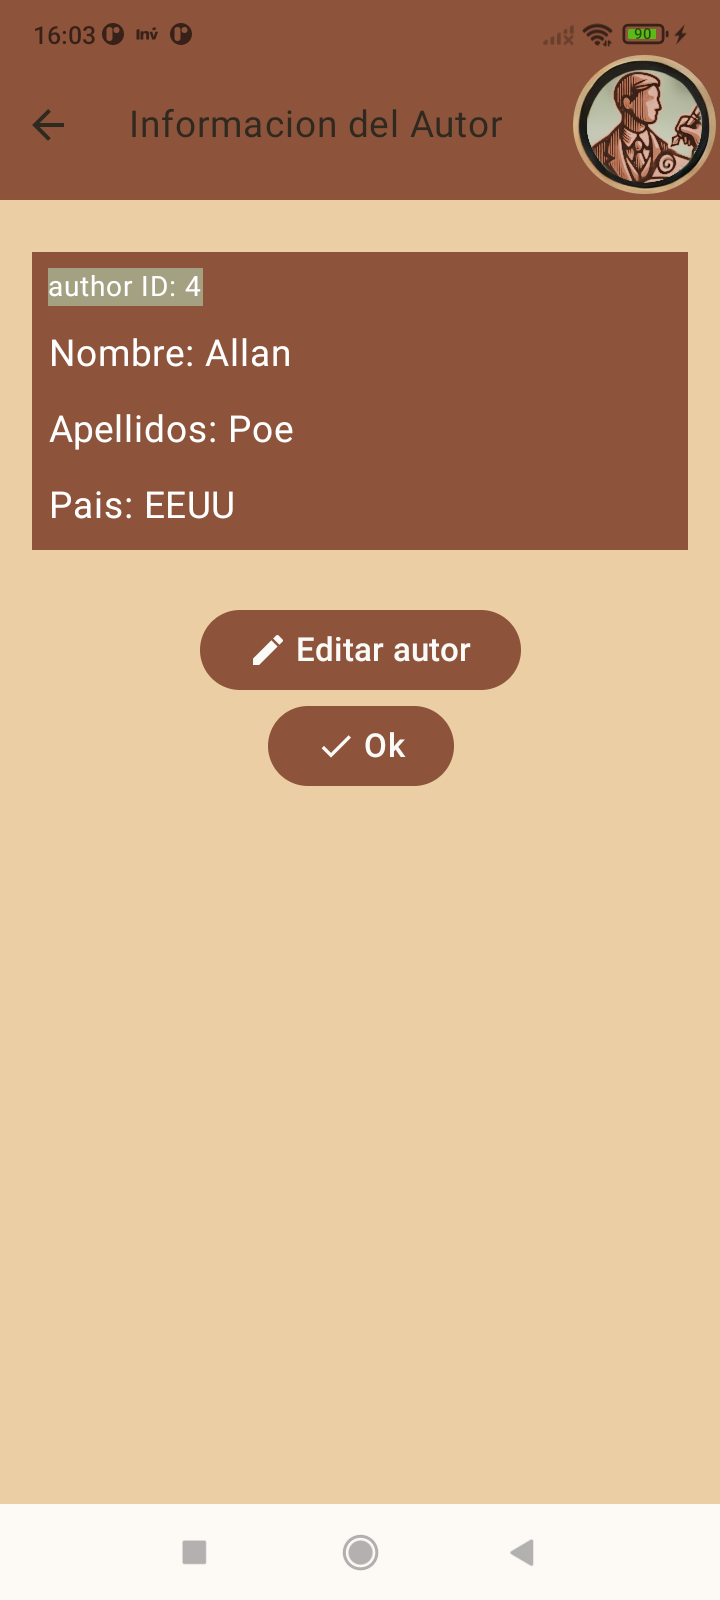 16:03 Inv 90
Informacion del Autor
author ID: 4
Nombre: Allan
Apellidos: Poe
Pais: EEUU
Editar autor
Ok